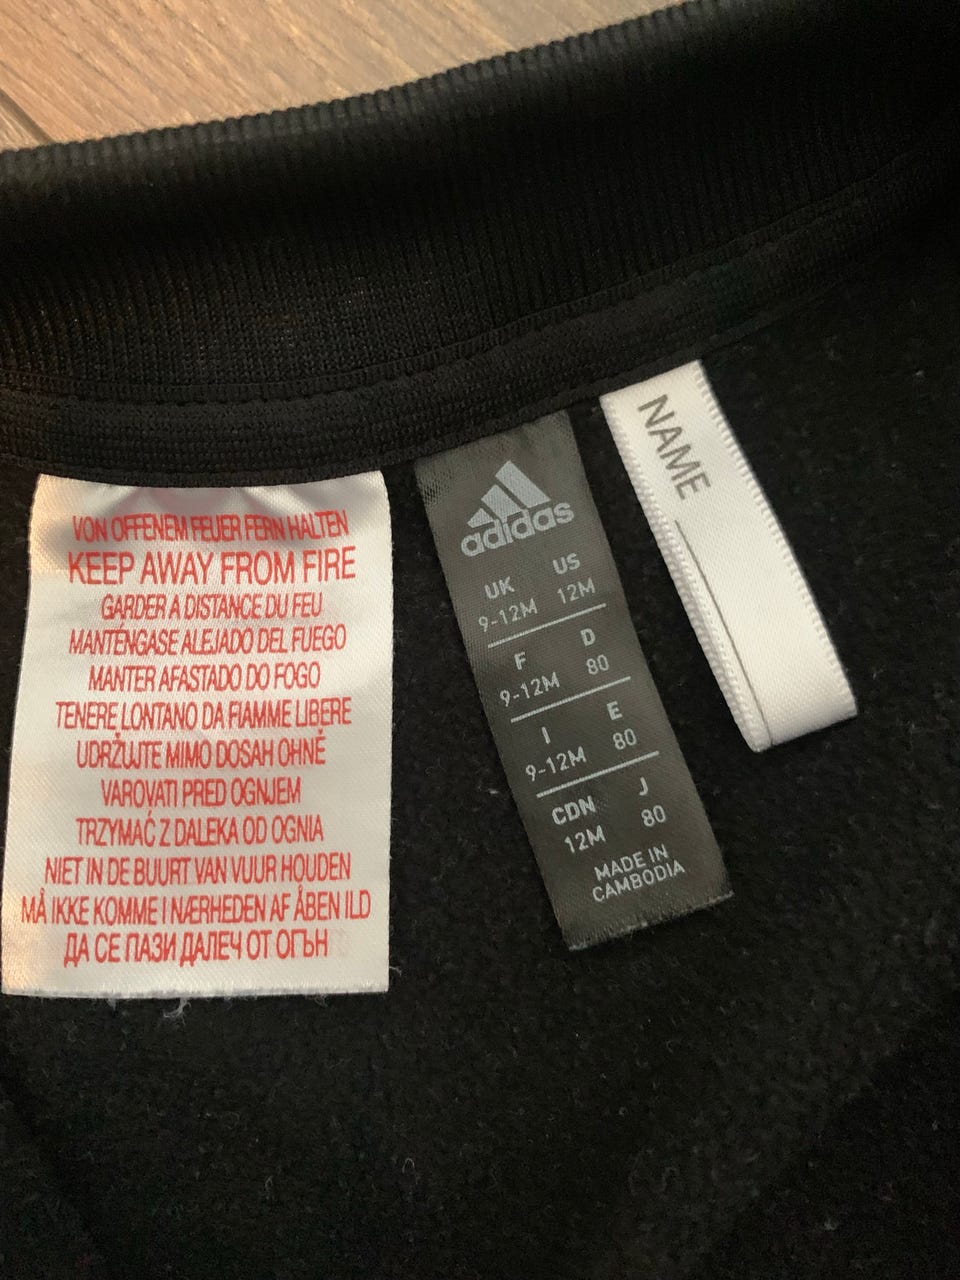 VON OFFENEM FEUER FERN HALTEN
KEEP AWAY FROM FIRE
GARDER A DISTANCE DU FEU
MANTÉNGASE ALEJADO DEL FUEGO
MANTER AFASTADO DO FOGO
TENERE LONTANO DA FIAMME LIBERE
UDRŽUJTE MIMO DOSAH OHNĚ
VAROVATI PRED OGNJEM
TRZYMAĆ Z DALEKA OD OGNIA
NIET IN DE BUURT VAN VUUR HOUDEN
MÅ IKKE KOMME I NÆRHEDEN AF ÅBEN ILD
ДА СЕ ПАЗИ ДАЛЕЧ ОТ ОГЪН
adidas
UK US
9-12M 12M
F D
9-12M 80
I E
9-12M 80
CDN J
12M 80
MADE IN
CAMBODIA
NAME